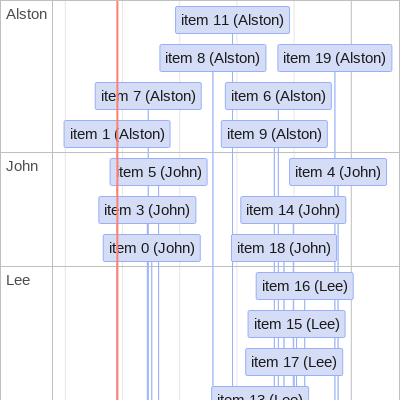 Alston
item 11 (Alston)
item 8 (Alston)
item 19 (Alston)
item 7 (Alston)
item 6 (Alston)
item 1 (Alston)
item 9 (Alston)
John
item 5 (John)
item 4 (John)
item 3 (John)
item 14 (John)
item 0 (John)
item 18 (John)
Lee
item 16 (Lee)
item 15 (Lee)
item 17 (Lee)
item 13 (Lee)